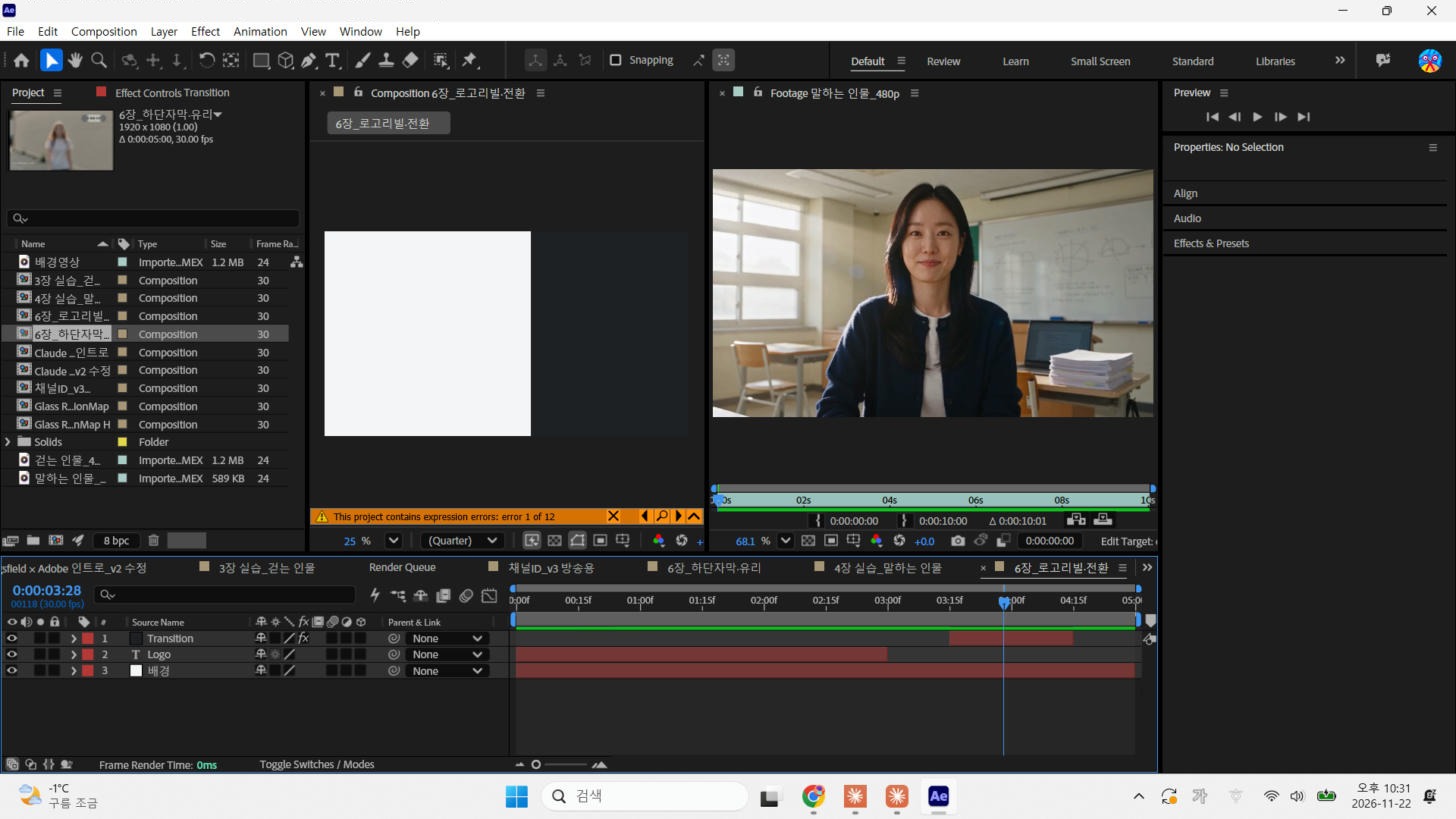 Ae
File Edit Composition Layer Effect Animation View Window Help
Snapping
Default Review Learn Small Screen Standard Libraries
Project Effect Controls Transition
6장_하단자막·유리
1920 x 1080 (1.00)
Δ 0:00:05:00, 30.00 fps
Name Type Size Frame Ra...
배경영상 Importe...MEX 1.2 MB 24
3장 실습_걷... Composition 30
4장 실습_말... Composition 30
6장_로고리빌... Composition 30
6장_하단자막... Composition 30
Claude _인트로 Composition 30
Claude _v2 수정 Composition 30
채널ID_v3... Composition 30
Glass R...ionMap Composition 30
Glass R...nMap H Composition 30
Solids Folder
걷는 인물_4... Importe...MEX 1.2 MB 24
말하는 인물_... Importe...MEX 589 KB 24
8 bpc
Composition 6장_로고리빌·전환
6장_로고리빌·전환
This project contains expression errors: error 1 of 12
25 % (Quarter)
Footage 말하는 인물_480p
02s 04s 06s 08s
0:00:00:00 0:00:10:00 Δ 0:00:10:01
68.1 % +0.0 0:00:00:00 Edit Target:
Preview
Properties: No Selection
Align
Audio
Effects & Presets
sfield × Adobe 인트로_v2 수정 3장 실습_걷는 인물 Render Queue 채널ID_v3 방송용 6장_하단자막·유리 4장 실습_말하는 인물 6장_로고리빌·전환
0:00:03:28
00118 (30.00 fps)
:00f 00:15f 01:00f 01:15f 02:00f 02:15f 03:00f 03:15f 04:15f
# Source Name fx Parent & Link
1 Transition fx None
2 T Logo None
3 배경 None
Frame Render Time: 0ms Toggle Switches / Modes
-1°C
구름 조금
검색
Ae
오후 10:31
2026-11-22